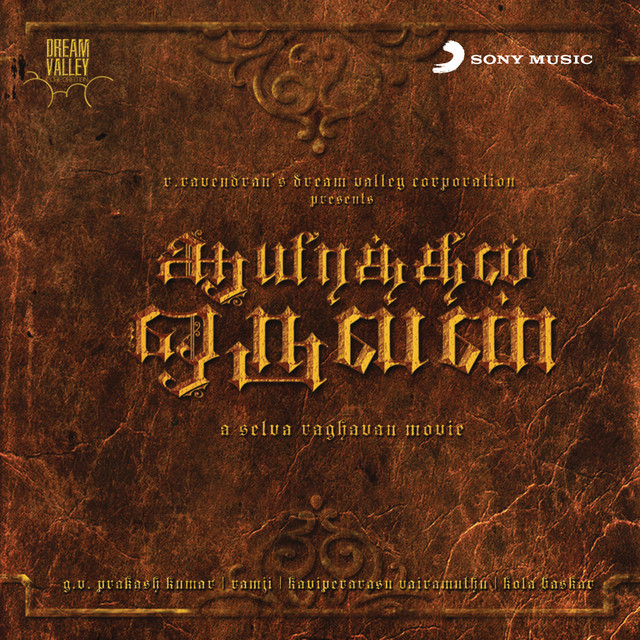 DREAM
VALLEY
CORPORATION
SONY MUSIC
r.ravendran's dream valley corporation
presents
ஆயிரத்தில்
ஒருவன்
a selva raghavan movie
g.v. prakash kumar | ramji | kaviperarasu vairamuthu | kola baskar